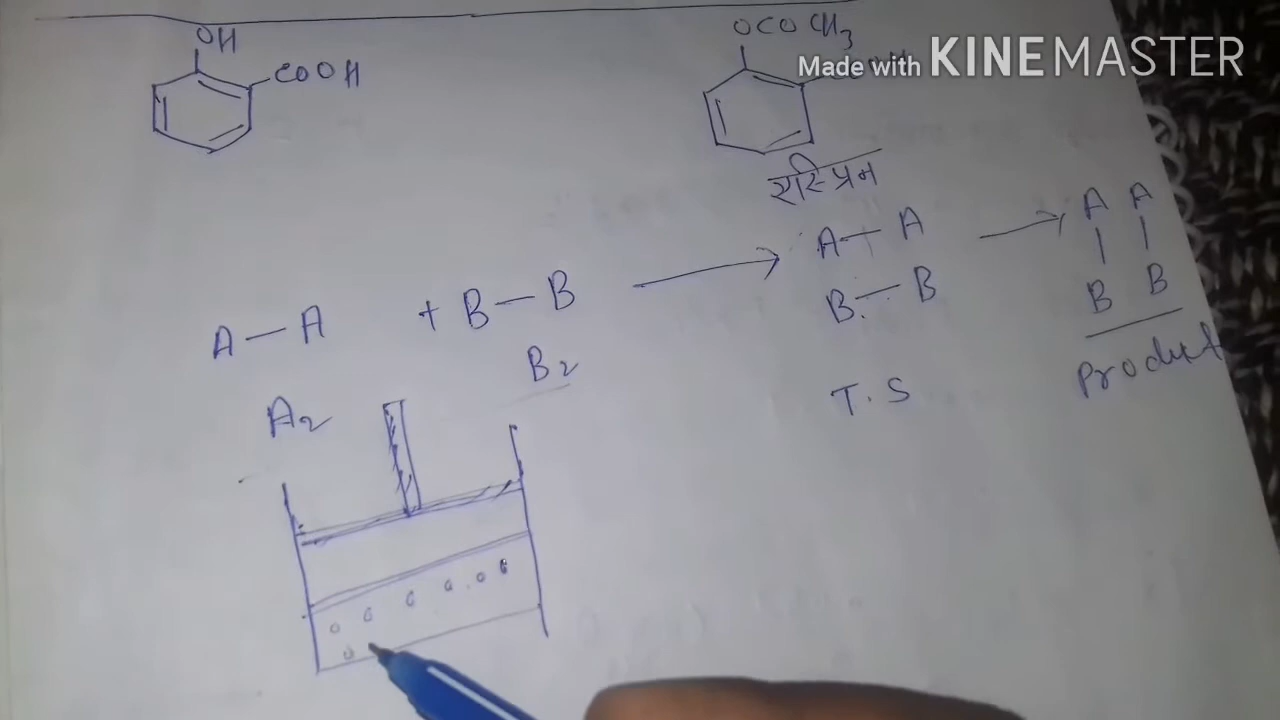 OH
COOH
OCOCH3
Made with KINEMASTER
एस्प्रिन
A — A + B — B → A — A → A A
B — B B B
A2 B2
T.S
Product